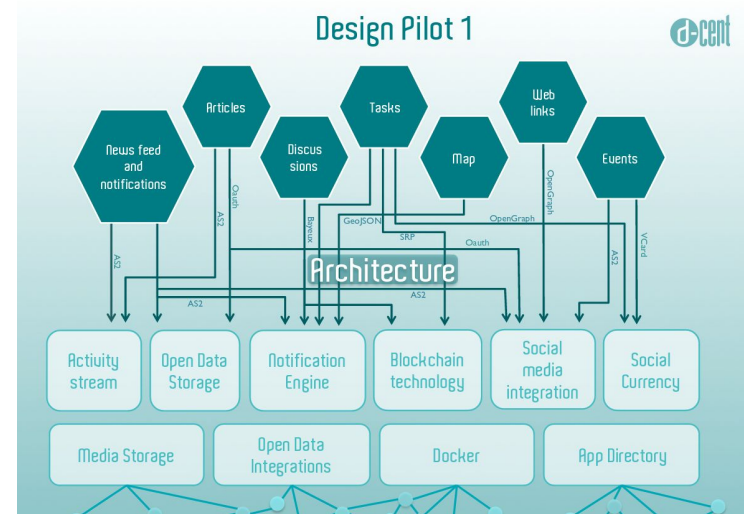 Design Pilot 1
d-cent
Articles
Tasks
Web
links
News feed
and
notifications
Discus
sions
Map
Events
Oauth
AS2
Bayeux
GeoJSON
OpenGraph
OpenGraph
SRP
Oauth
AS2
VCard
AS2
Architecture
AS2
AS2
Activity
stream
Open Data
Storage
Notification
Engine
Blockchain
technology
Social
media
integration
Social
Currency
Media Storage
Open Data
Integrations
Docker
App Directory